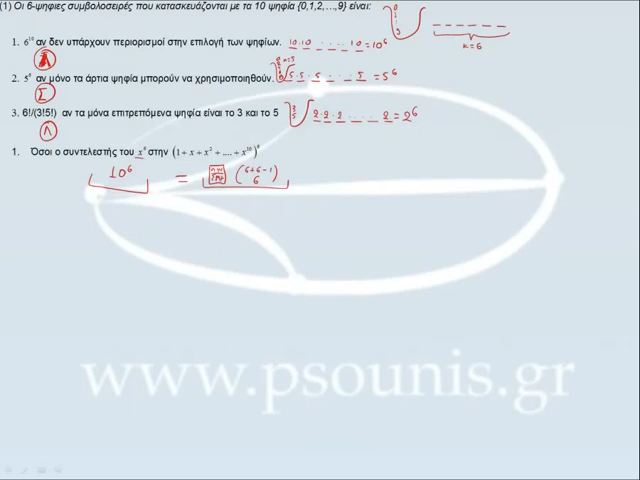 (1) Οι 6-ψηφιες συμβολοσειρές που κατασκευάζονται με τα 10 ψηφία {0,1,2,…,9} είναι:
κ=6
1. 6¹⁰ αν δεν υπάρχουν περιορισμοί στην επιλογή των ψηφίων. 10·10 · · · · 10 = 10⁶
Λ
2. 5⁶ αν μόνο τα άρτια ψηφία μπορούν να χρησιμοποιηθούν. 5·5·5 · · · · 5 = 5⁶
Σ
3. 6!/(3!5!) αν τα μόνα επιτρεπόμενα ψηφία είναι το 3 και το 5 2·2·2 · · · · 2 = 2⁶
Λ
1. Όσοι ο συντελεστής του x⁶ στην (1 + x + x² + .... + x¹⁰)⁶
10⁶ = (6+6-1 6)
www.psounis.gr